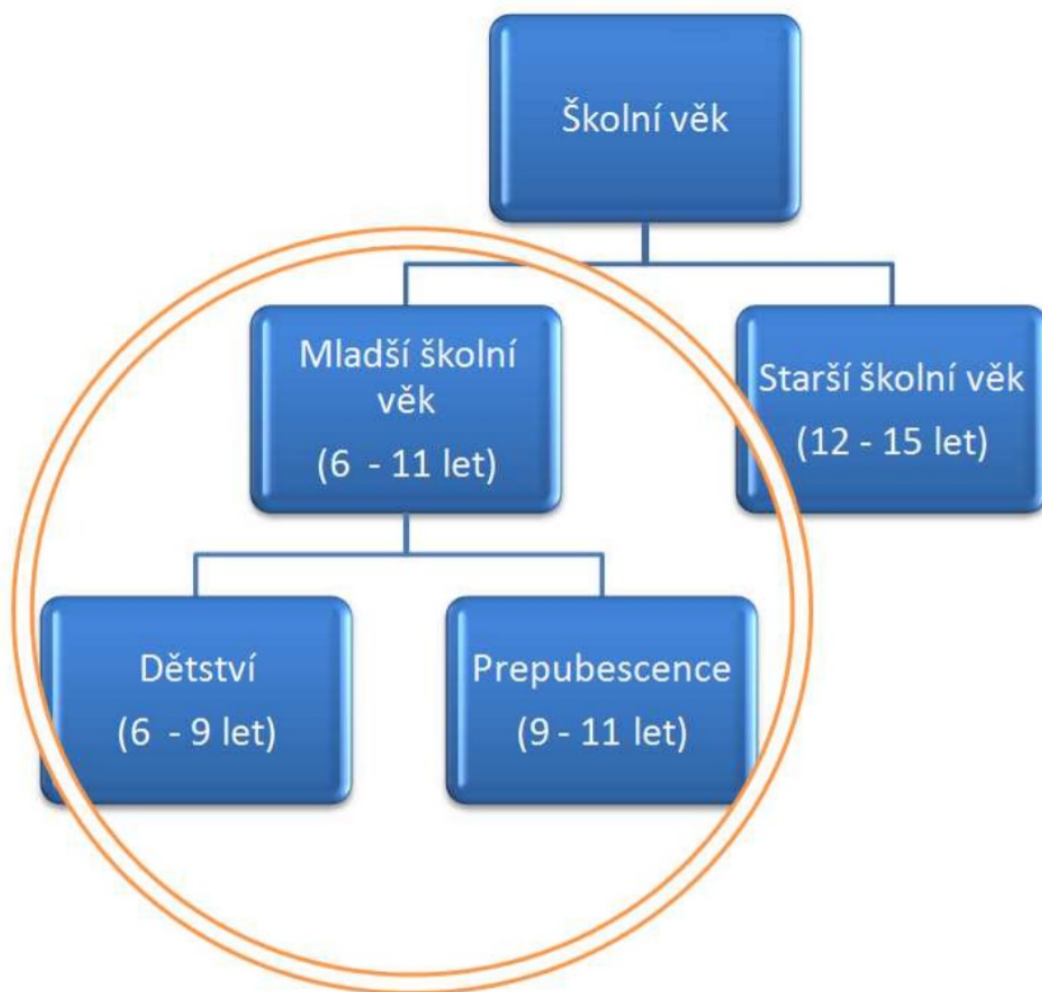 Školní věk
Mladší školní
věk
(6 - 11 let)
Starší školní věk
(12 - 15 let)
Dětství
(6 - 9 let)
Prepubescence
(9 - 11 let)